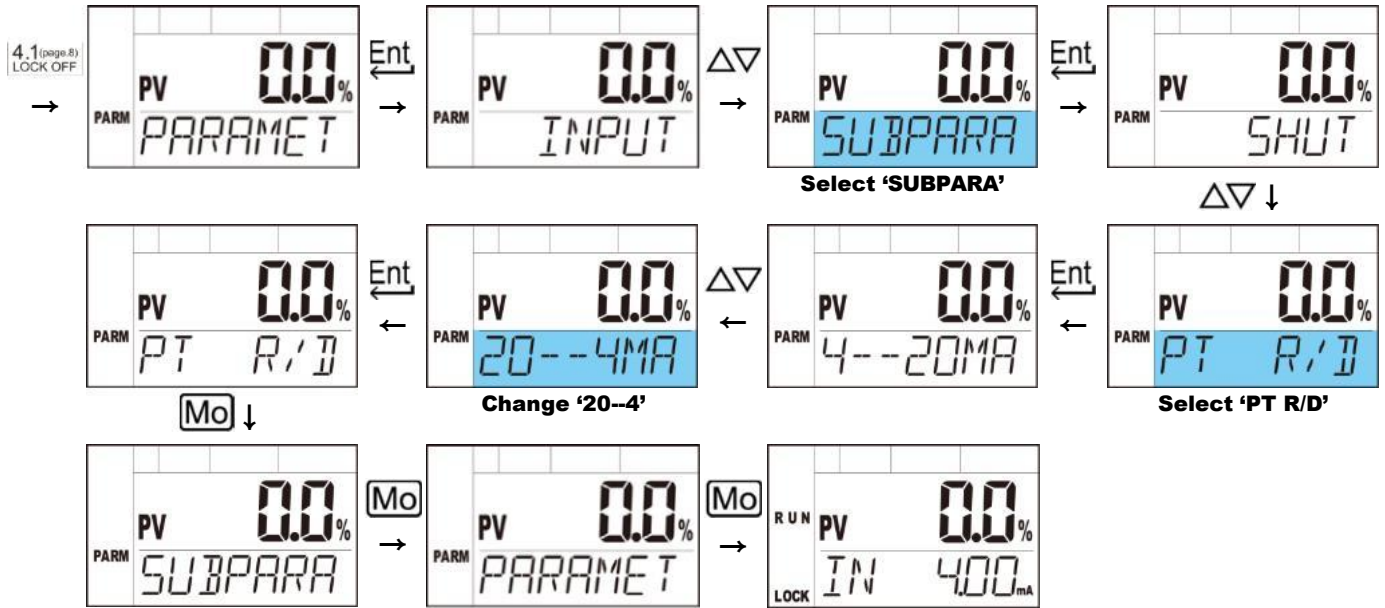 4.1(page.8)
LOCK OFF
→
PV 0.0%
PARM PARAMET
Ent
→
PV 0.0%
PARM INPUT
△▽
→
PV 0.0%
PARM SUBPARA
Select ‘SUBPARA’
Ent
→
PV 0.0%
PARM SHUT
△▽ ↓
PV 0.0%
PARM PT R/D
Select ‘PT R/D’
Ent
←
PV 0.0%
PARM 4--20MA
△▽
←
PV 0.0%
PARM 20--4MA
Change ‘20--4’
Ent
←
PV 0.0%
PARM PT R/D
Mo ↓
PV 0.0%
PARM SUBPARA
Mo
→
PV 0.0%
PARM PARAMET
Mo
→
RUN PV 0.0%
LOCK IN 4.00mA